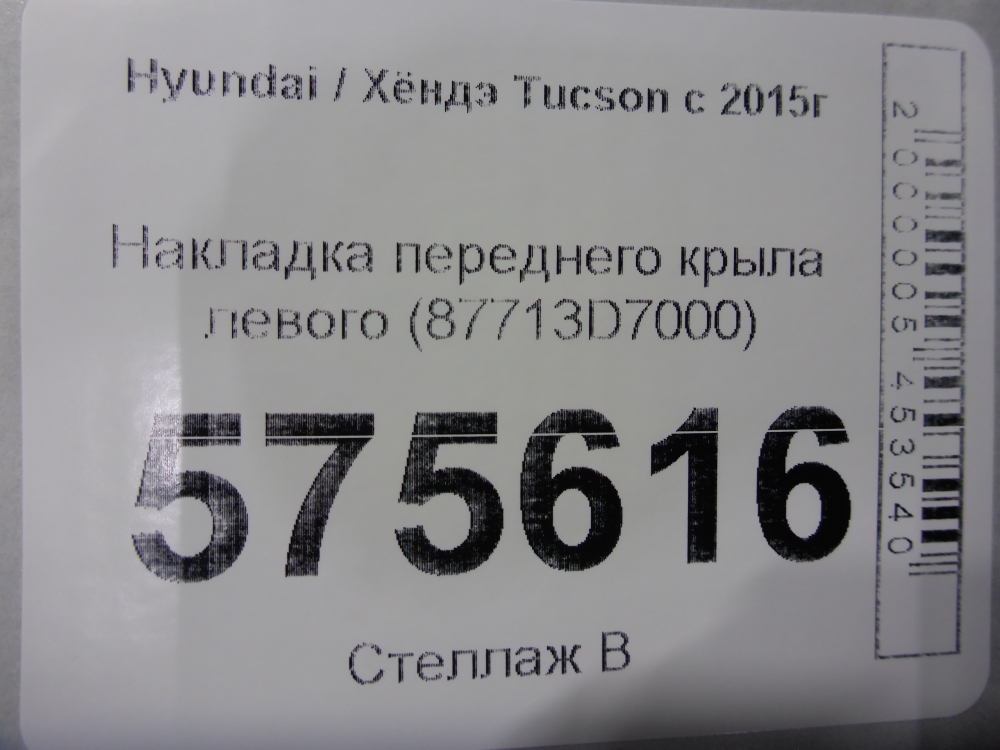 Hyundai / Хёндэ Tucson с 2015г
Накладка переднего крыла
левого (87713D7000)
575616
Стеллаж В
2000005453540